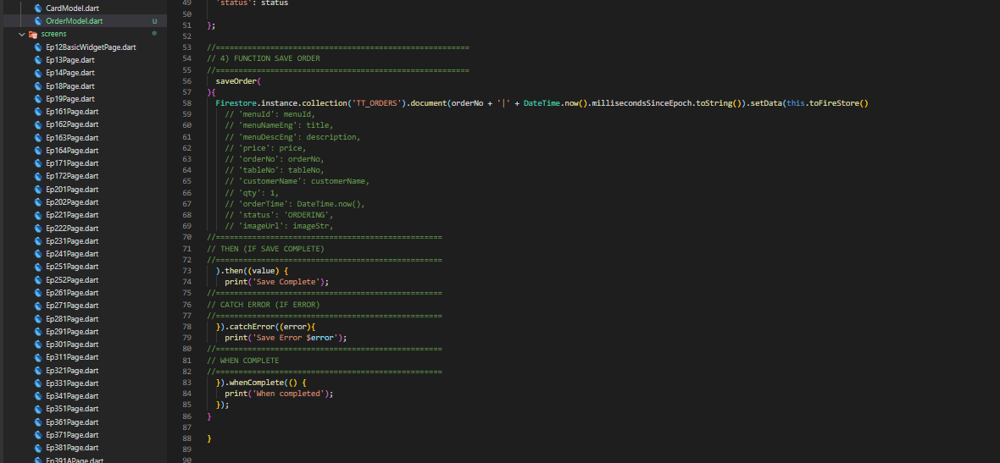 CardModel.dart
OrderModel.dart U
screens
Ep12BasicWidgetPage.dart
Ep13Page.dart
Ep14Page.dart
Ep18Page.dart
Ep19Page.dart
Ep161Page.dart
Ep162Page.dart
Ep163Page.dart
Ep164Page.dart
Ep171Page.dart
Ep172Page.dart
Ep201Page.dart
Ep202Page.dart
Ep221Page.dart
Ep222Page.dart
Ep231Page.dart
Ep241Page.dart
Ep251Page.dart
Ep252Page.dart
Ep261Page.dart
Ep271Page.dart
Ep281Page.dart
Ep291Page.dart
Ep301Page.dart
Ep311Page.dart
Ep321Page.dart
Ep331Page.dart
Ep341Page.dart
Ep351Page.dart
Ep361Page.dart
Ep371Page.dart
Ep381Page.dart
Ep391APage.dart
49 'status': status
50
51 };
52
53 //========================================================
54 // 4) FUNCTION SAVE ORDER
55 //========================================================
56 saveOrder(
57 ){
58 Firestore.instance.collection('TT_ORDERS').document(orderNo + '|' + DateTime.now().millisecondsSinceEpoch.toString()).setData(this.toFireStore()
59 // 'menuId': menuId,
60 // 'menuNameEng': title,
61 // 'menuDescEng': description,
62 // 'price': price,
63 // 'orderNo': orderNo,
64 // 'tableNo': tableNo,
65 // 'customerName': customerName,
66 // 'qty': 1,
67 // 'orderTime': DateTime.now(),
68 // 'status': 'ORDERING',
69 // 'imageUrl': imageStr,
70 //==================================================
71 // THEN (IF SAVE COMPLETE)
72 //==================================================
73 ).then((value) {
74 print('Save Complete');
75 //==================================================
76 // CATCH ERROR (IF ERROR)
77 //==================================================
78 }).catchError((error){
79 print('Save Error $error');
80 //==================================================
81 // WHEN COMPLETE
82 //==================================================
83 }).whenComplete(() {
84 print('When completed');
85 });
86 }
87
88 }
89
90